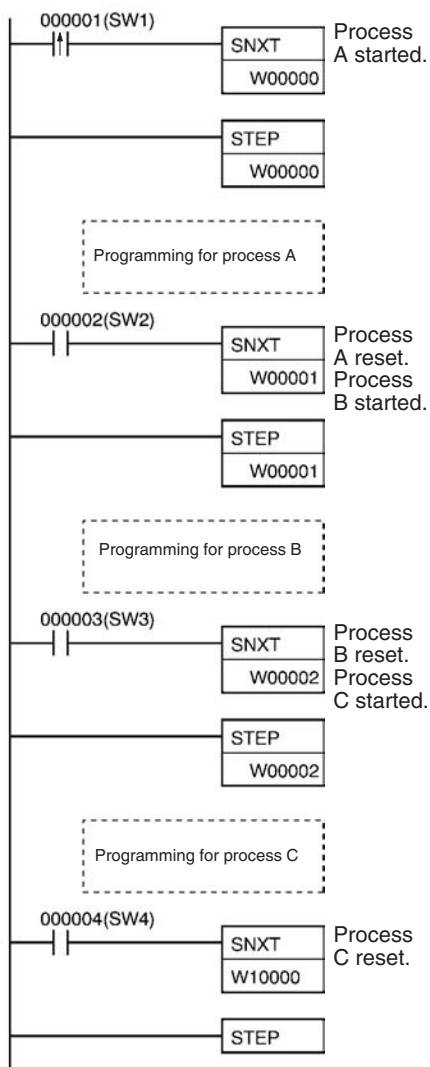 000001(SW1)
SNXT
W00000
Process
A started.
STEP
W00000
Programming for process A
000002(SW2)
SNXT
W00001
Process
A reset.
Process
B started.
STEP
W00001
Programming for process B
000003(SW3)
SNXT
W00002
Process
B reset.
Process
C started.
STEP
W00002
Programming for process C
000004(SW4)
SNXT
W10000
Process
C reset.
STEP